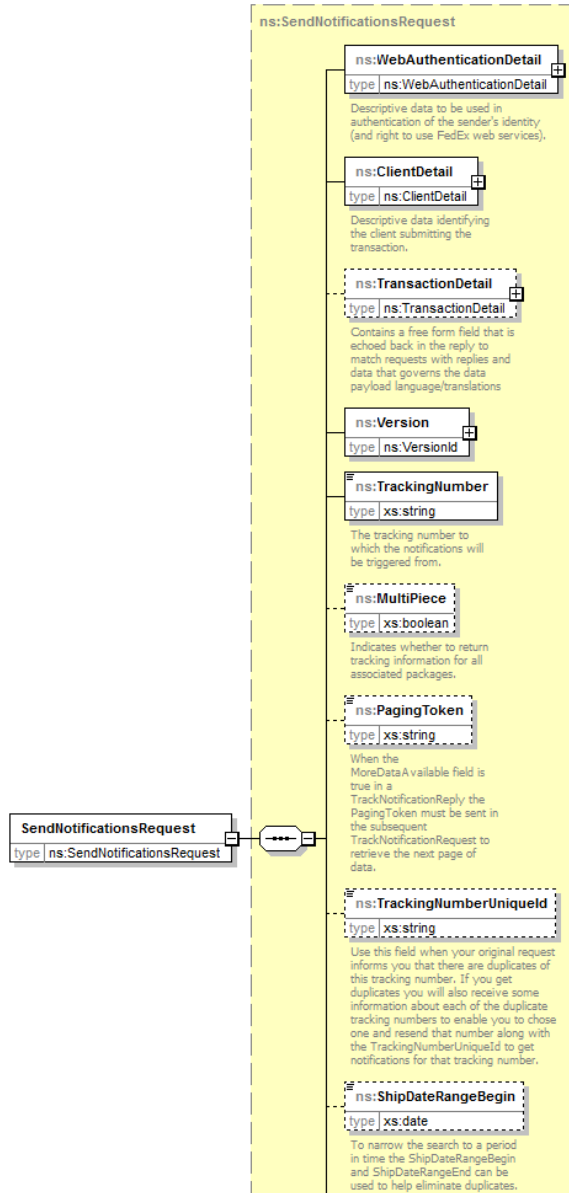 ns:SendNotificationsRequest
ns:WebAuthenticationDetail
type ns:WebAuthenticationDetail
Descriptive data to be used in
authentication of the sender's identity
(and right to use FedEx web services).
ns:ClientDetail
type ns:ClientDetail
Descriptive data identifying
the client submitting the
transaction.
ns:TransactionDetail
type ns:TransactionDetail
Contains a free form field that is
echoed back in the reply to
match requests with replies and
data that governs the data
payload language/translations
ns:Version
type ns:VersionId
ns:TrackingNumber
type xs:string
The tracking number to
which the notifications will
be triggered from.
ns:MultiPiece
type xs:boolean
Indicates whether to return
tracking information for all
associated packages.
ns:PagingToken
type xs:string
When the
MoreDataAvailable field is
true in a
TrackNotificationReply the
PagingToken must be sent in
the subsequent
TrackNotificationRequest to
retrieve the next page of
data.
SendNotificationsRequest
type ns:SendNotificationsRequest
ns:TrackingNumberUniqueId
type xs:string
Use this field when your original request
informs you that there are duplicates of
this tracking number. If you get
duplicates you will also receive some
information about each of the duplicate
tracking numbers to enable you to chose
one and resend that number along with
the TrackingNumberUniqueId to get
notifications for that tracking number.
ns:ShipDateRangeBegin
type xs:date
To narrow the search to a period
in time the ShipDateRangeBegin
and ShipDateRangeEnd can be
used to help eliminate duplicates.